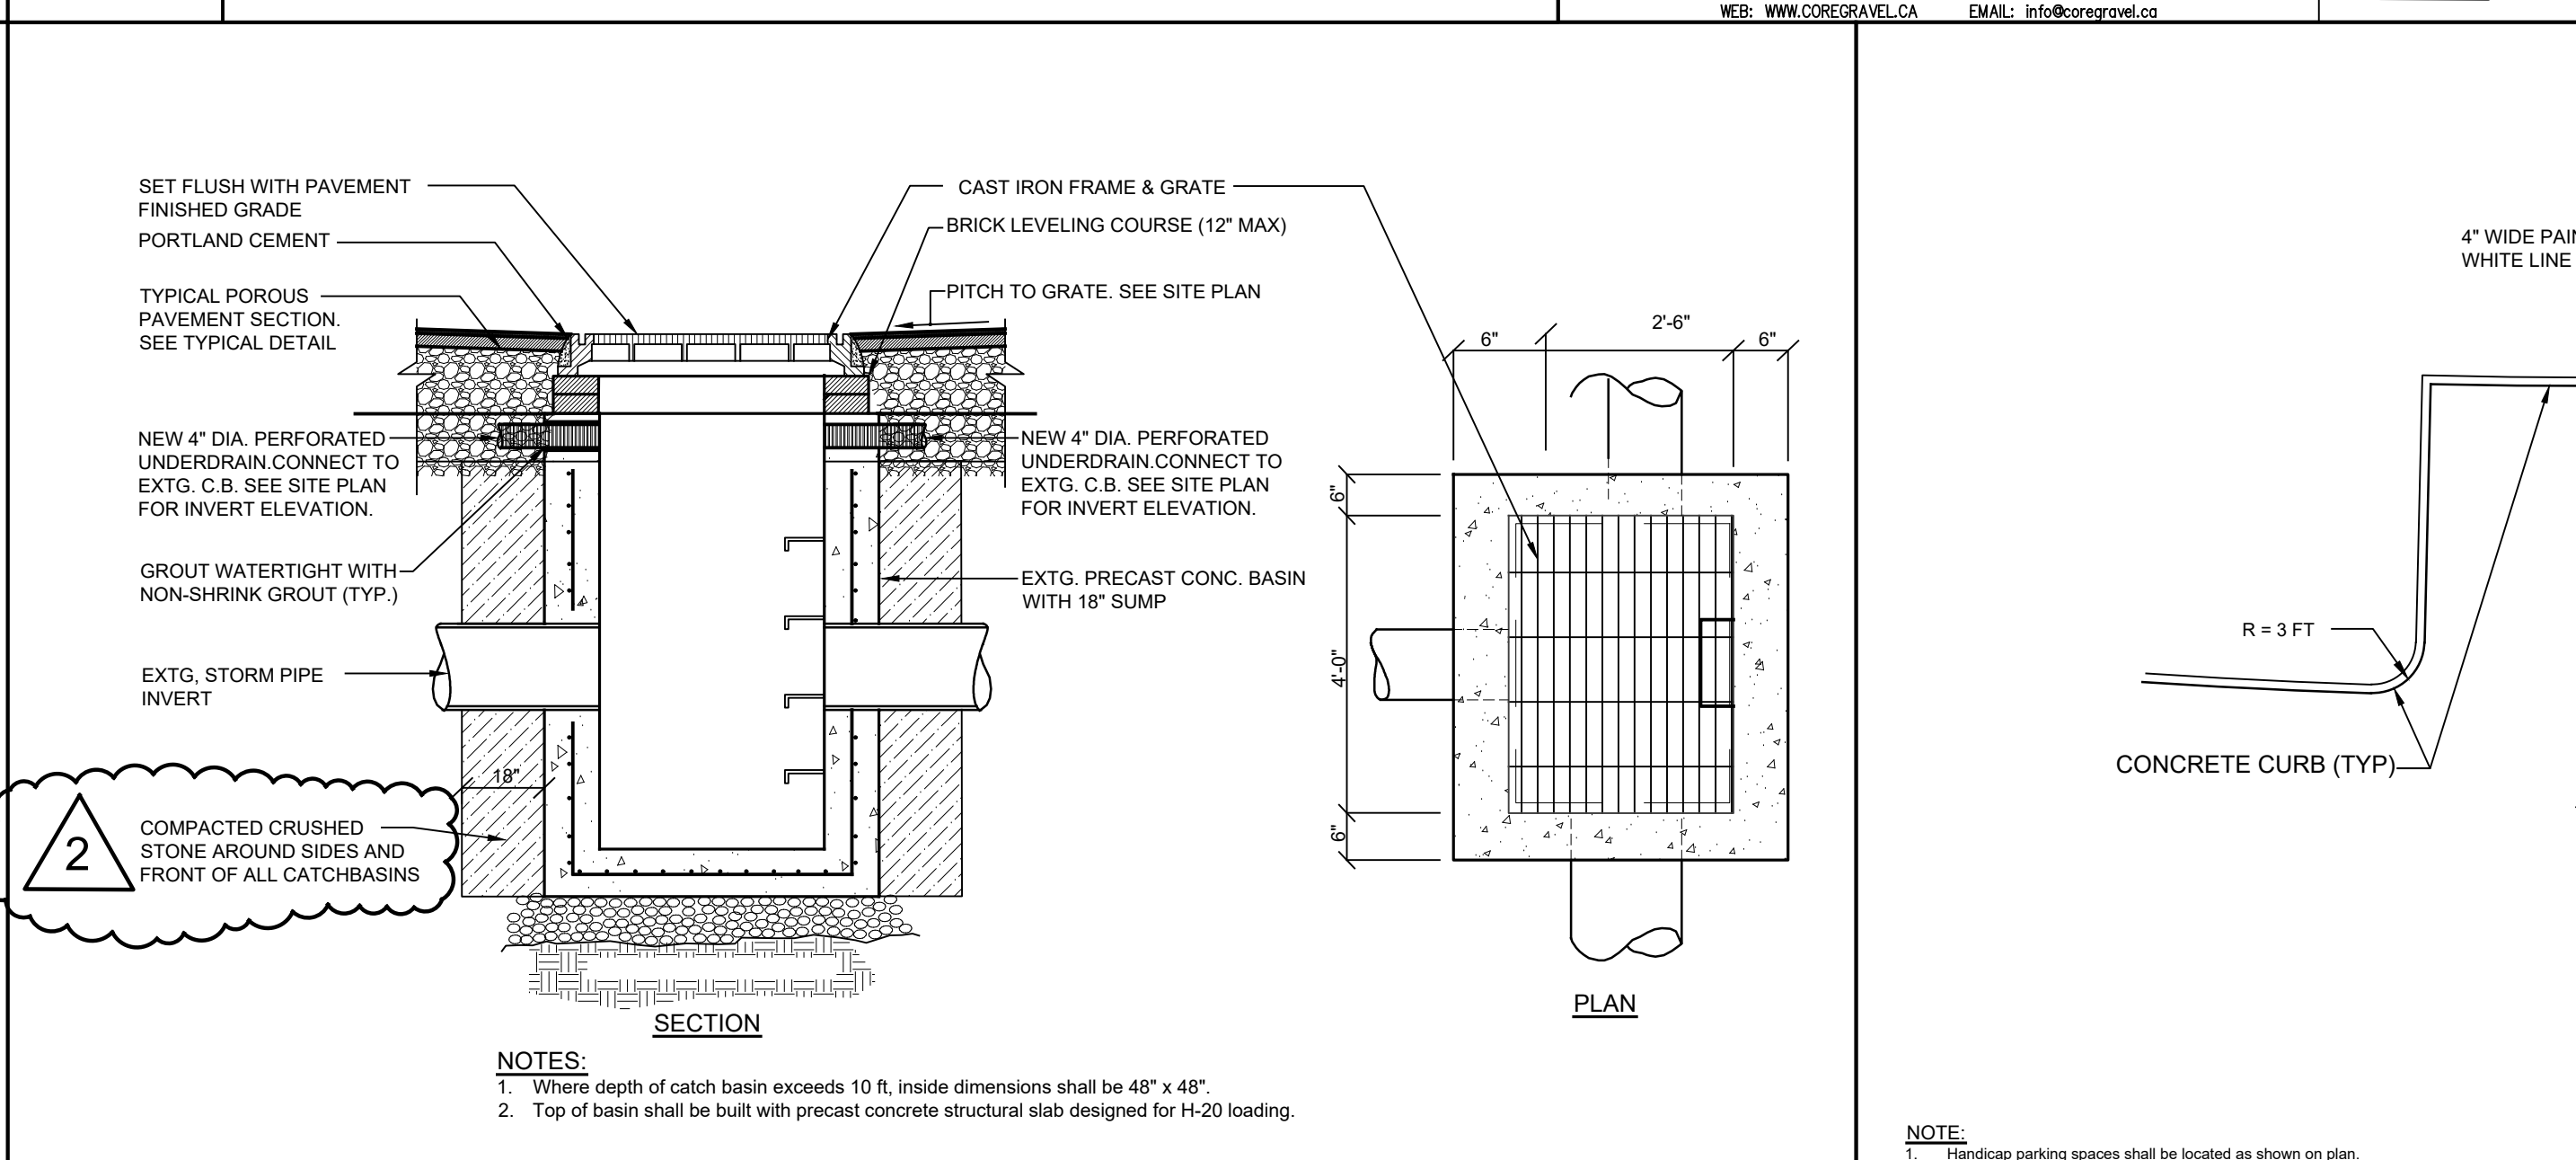 WEB: WWW.COREGRAVEL.CA EMAIL: info@coregravel.ca
SET FLUSH WITH PAVEMENT
FINISHED GRADE
PORTLAND CEMENT
TYPICAL POROUS
PAVEMENT SECTION.
SEE TYPICAL DETAIL
NEW 4" DIA. PERFORATED
UNDERDRAIN.CONNECT TO
EXTG. C.B. SEE SITE PLAN
FOR INVERT ELEVATION.
GROUT WATERTIGHT WITH
NON-SHRINK GROUT (TYP.)
EXTG, STORM PIPE
INVERT
18"
2
COMPACTED CRUSHED
STONE AROUND SIDES AND
FRONT OF ALL CATCHBASINS
CAST IRON FRAME & GRATE
BRICK LEVELING COURSE (12" MAX)
PITCH TO GRATE. SEE SITE PLAN
NEW 4" DIA. PERFORATED
UNDERDRAIN.CONNECT TO
EXTG. C.B. SEE SITE PLAN
FOR INVERT ELEVATION.
EXTG. PRECAST CONC. BASIN
WITH 18" SUMP
SECTION
6"
2'-6"
6"
6"
4'-0"
6"
PLAN
NOTES:
1. Where depth of catch basin exceeds 10 ft, inside dimensions shall be 48" x 48".
2. Top of basin shall be built with precast concrete structural slab designed for H-20 loading.
4" WIDE
WHITE LINE
R = 3 FT
CONCRETE CURB (TYP)
NOTE:
1. Handicap parking spaces shall be located as shown on plan.